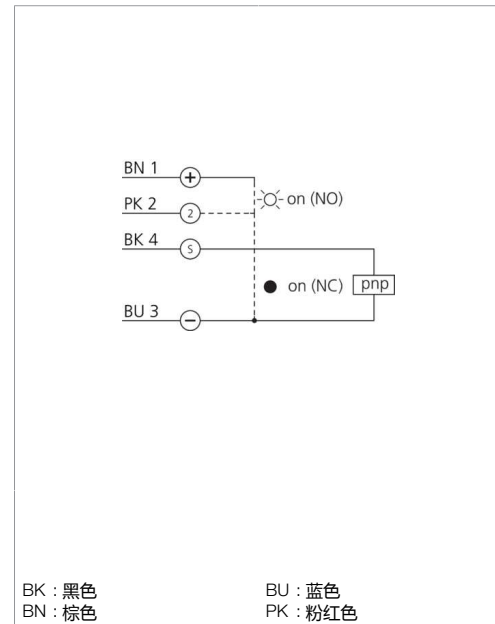 BN 1
+
on (NO)
PK 2
2
BK 4
S
on (NC)
pnp
BU 3
−
BK : 黑色
BU : 蓝色
BN : 棕色
PK : 粉红色